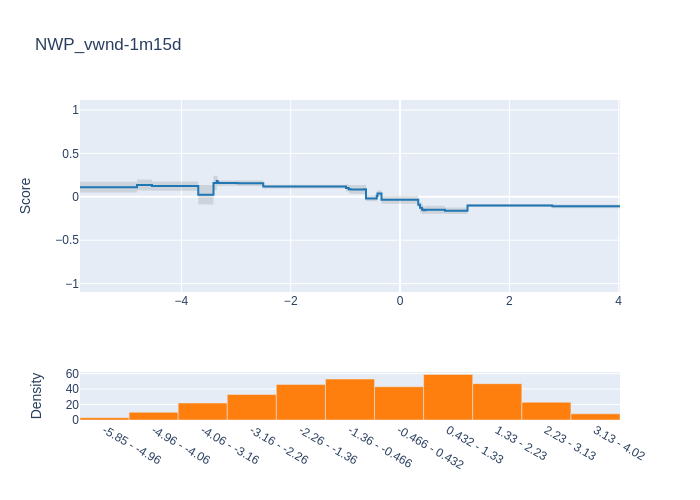 NWP_vwnd-1m15d
1
0.5
0
−0.5
−1
Score
−4
−2
0
2
4
60
40
20
0
Density
-5.85 - -4.96
-4.96 - -4.06
-4.06 - -3.16
-3.16 - -2.26
-2.26 - -1.36
-1.36 - -0.466
-0.466 - 0.432
0.432 - 1.33
1.33 - 2.23
2.23 - 3.13
3.13 - 4.02